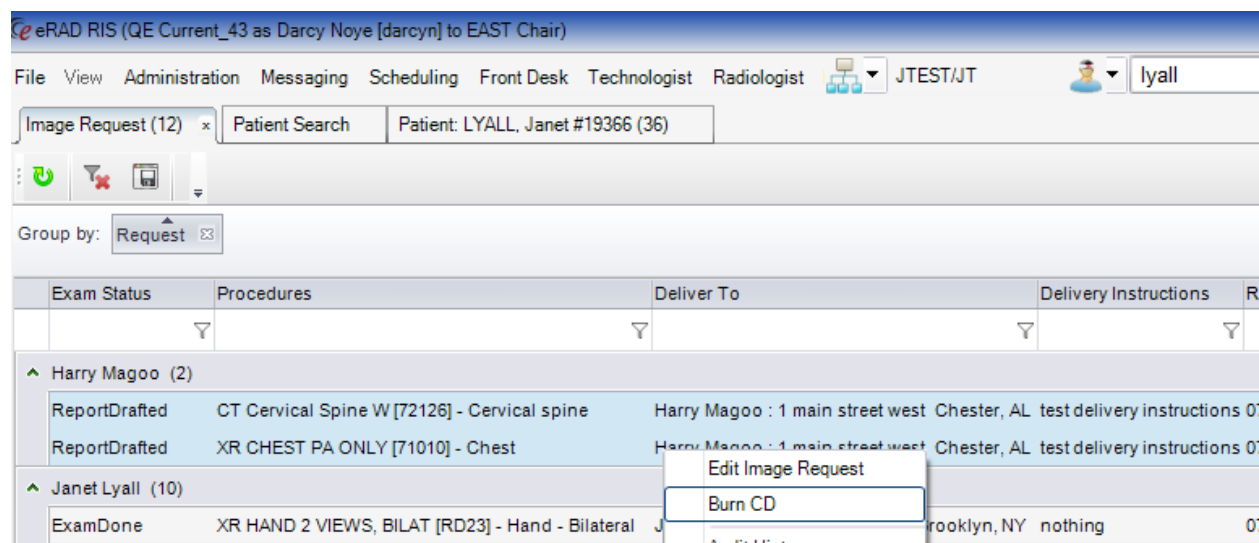 eRAD RIS (QE Current_43 as Darcy Noye [darcyn] to EAST Chair)
File View Administration Messaging Scheduling Front Desk Technologist Radiologist JTEST/JT lyall
Image Request (12) x Patient Search Patient: LYALL, Janet #19366 (36)
Group by: Request
Exam Status Procedures Deliver To Delivery Instructions R
Harry Magoo (2)
ReportDrafted CT Cervical Spine W [72126] - Cervical spine Harry Magoo : 1 main street west Chester, AL test delivery instructions 07
ReportDrafted XR CHEST PA ONLY [71010] - Chest Harry Magoo : 1 main street west Chester, AL test delivery instructions 07
Edit Image Request
Janet Lyall (10)
Burn CD
ExamDone XR HAND 2 VIEWS, BILAT [RD23] - Hand - Bilateral J rooklyn, NY nothing 07